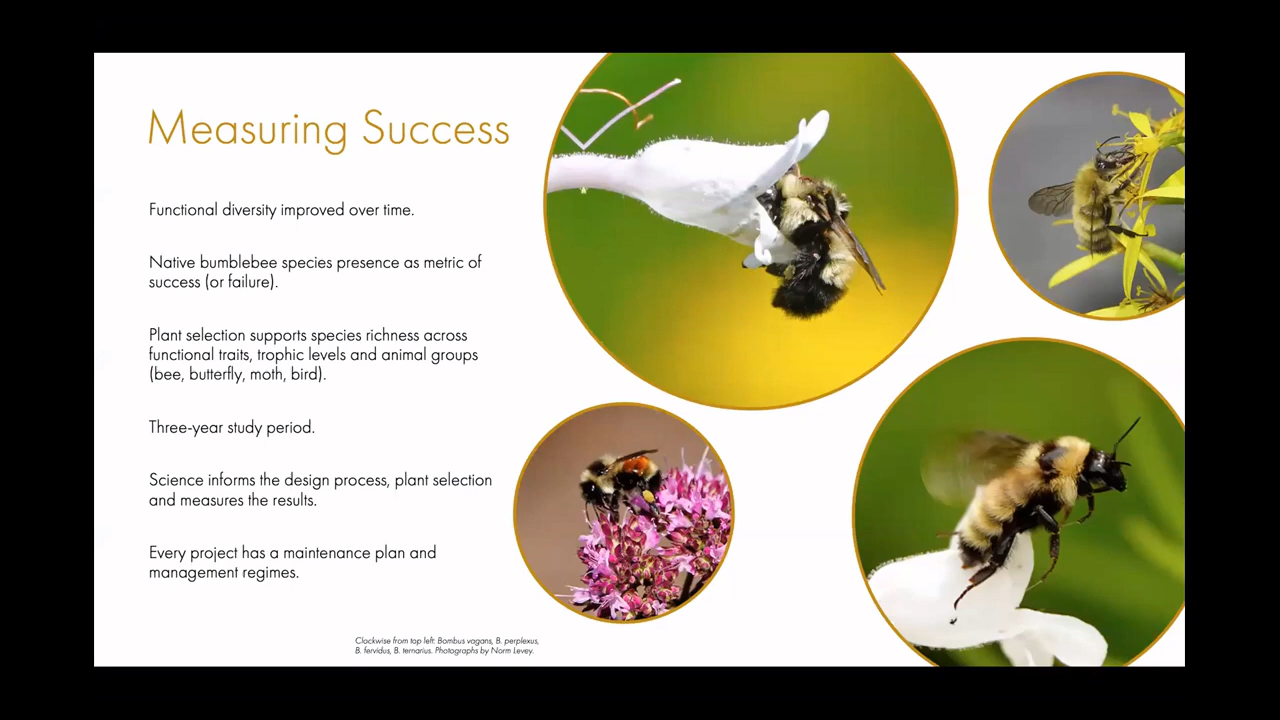 Measuring Success
Functional diversity improved over time.
Native bumblebee species presence as metric of
success (or failure).
Plant selection supports species richness across
functional traits, trophic levels and animal groups
(bee, butterfly, moth, bird).
Three-year study period.
Science informs the design process, plant selection
and measures the results.
Every project has a maintenance plan and
management regimes.
Clockwise from top left: Bombus vagans, B. perplexus,
B. fervidus, B. ternarius. Photographs by Norm Levey.